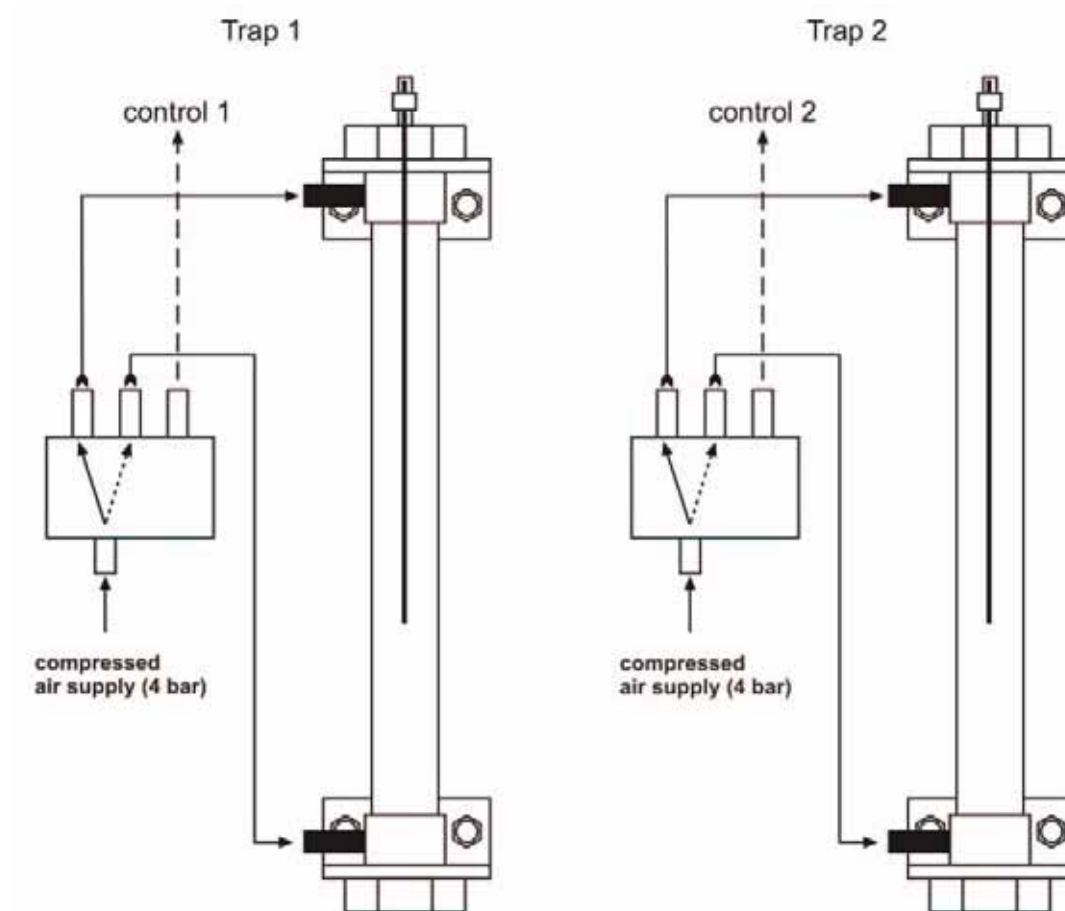 Trap 1
Trap 2
control 1
control 2
compressed
air supply (4 bar)
compressed
air supply (4 bar)